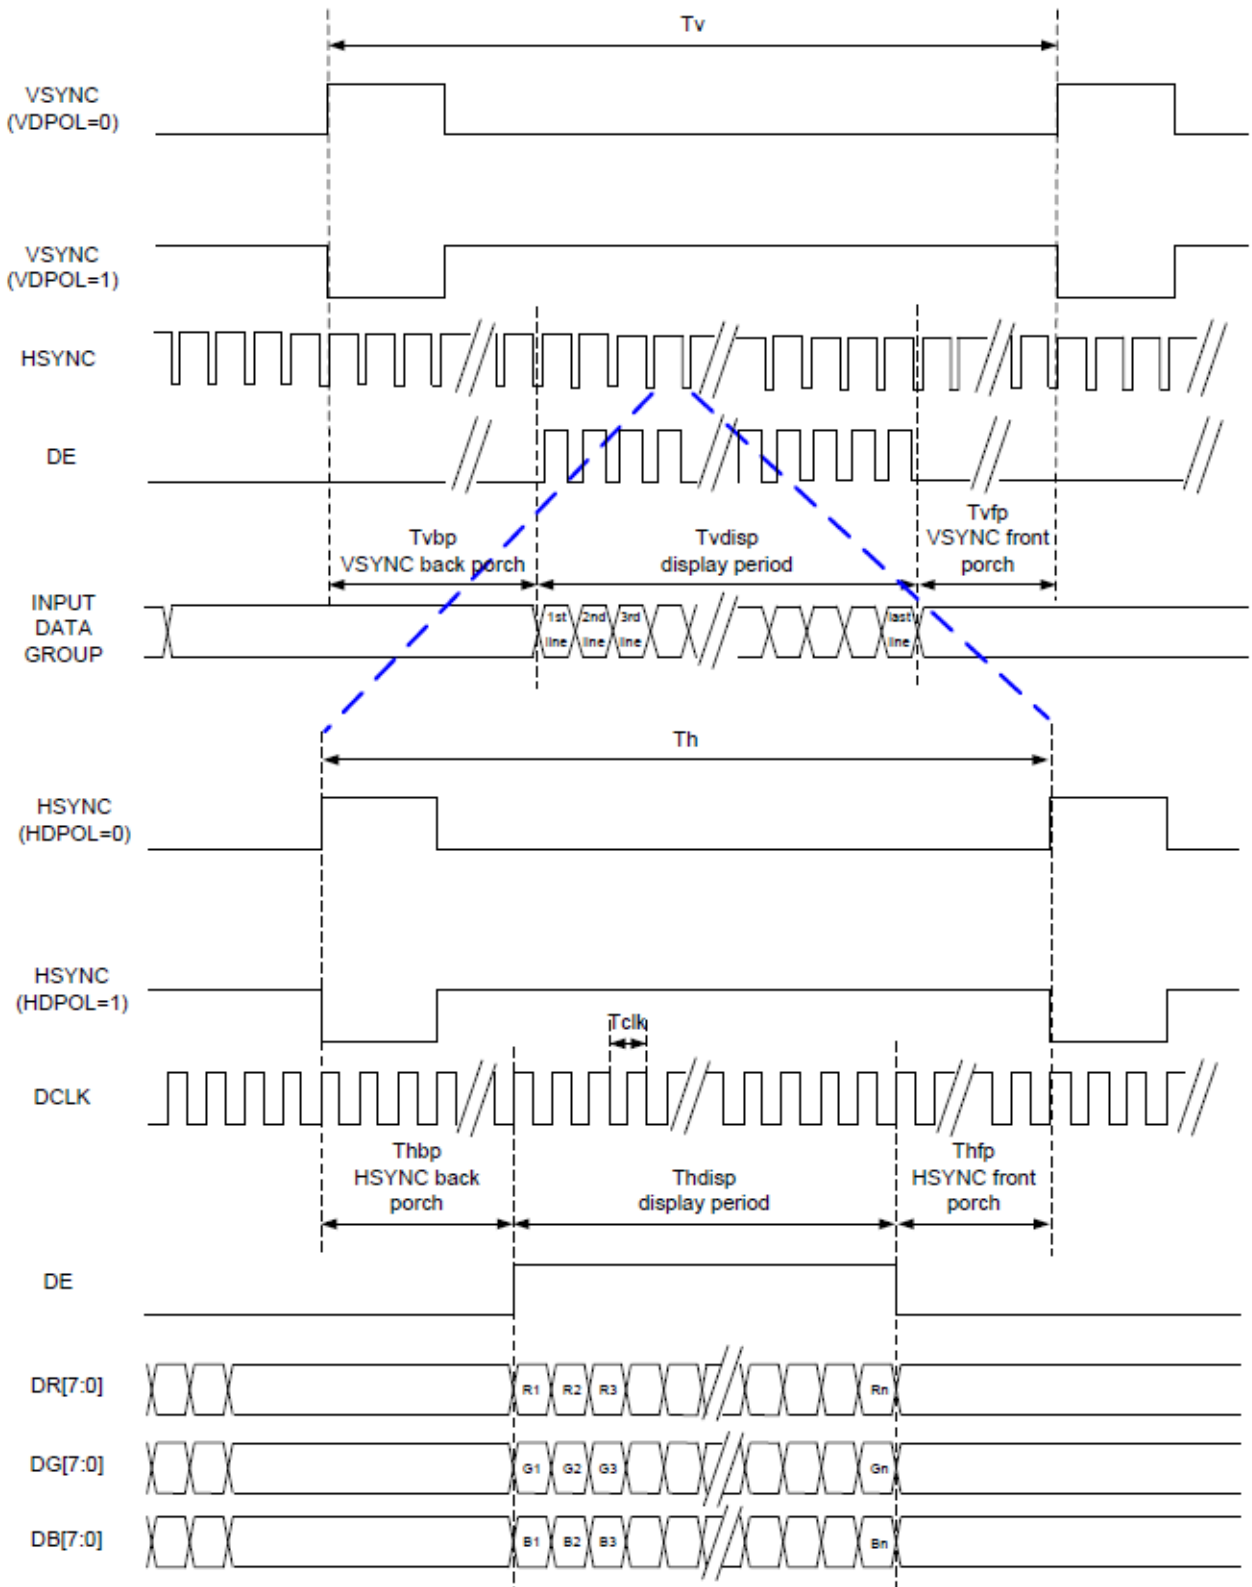 Tv
VSYNC
(VDPOL=0)
VSYNC
(VDPOL=1)
HSYNC
DE
Tvbp
VSYNC back porch
Tvdisp
display period
Tvfp
VSYNC front
porch
INPUT
DATA
GROUP
1st
line
2nd
line
3rd
line
last
line
Th
HSYNC
(HDPOL=0)
HSYNC
(HDPOL=1)
Tclk
DCLK
Thbp
HSYNC back
porch
Thdisp
display period
Thfp
HSYNC front
porch
DE
DR[7:0]
R1 R2 R3 Rn
DG[7:0]
G1 G2 G3 Gn
DB[7:0]
B1 B2 B3 Bn